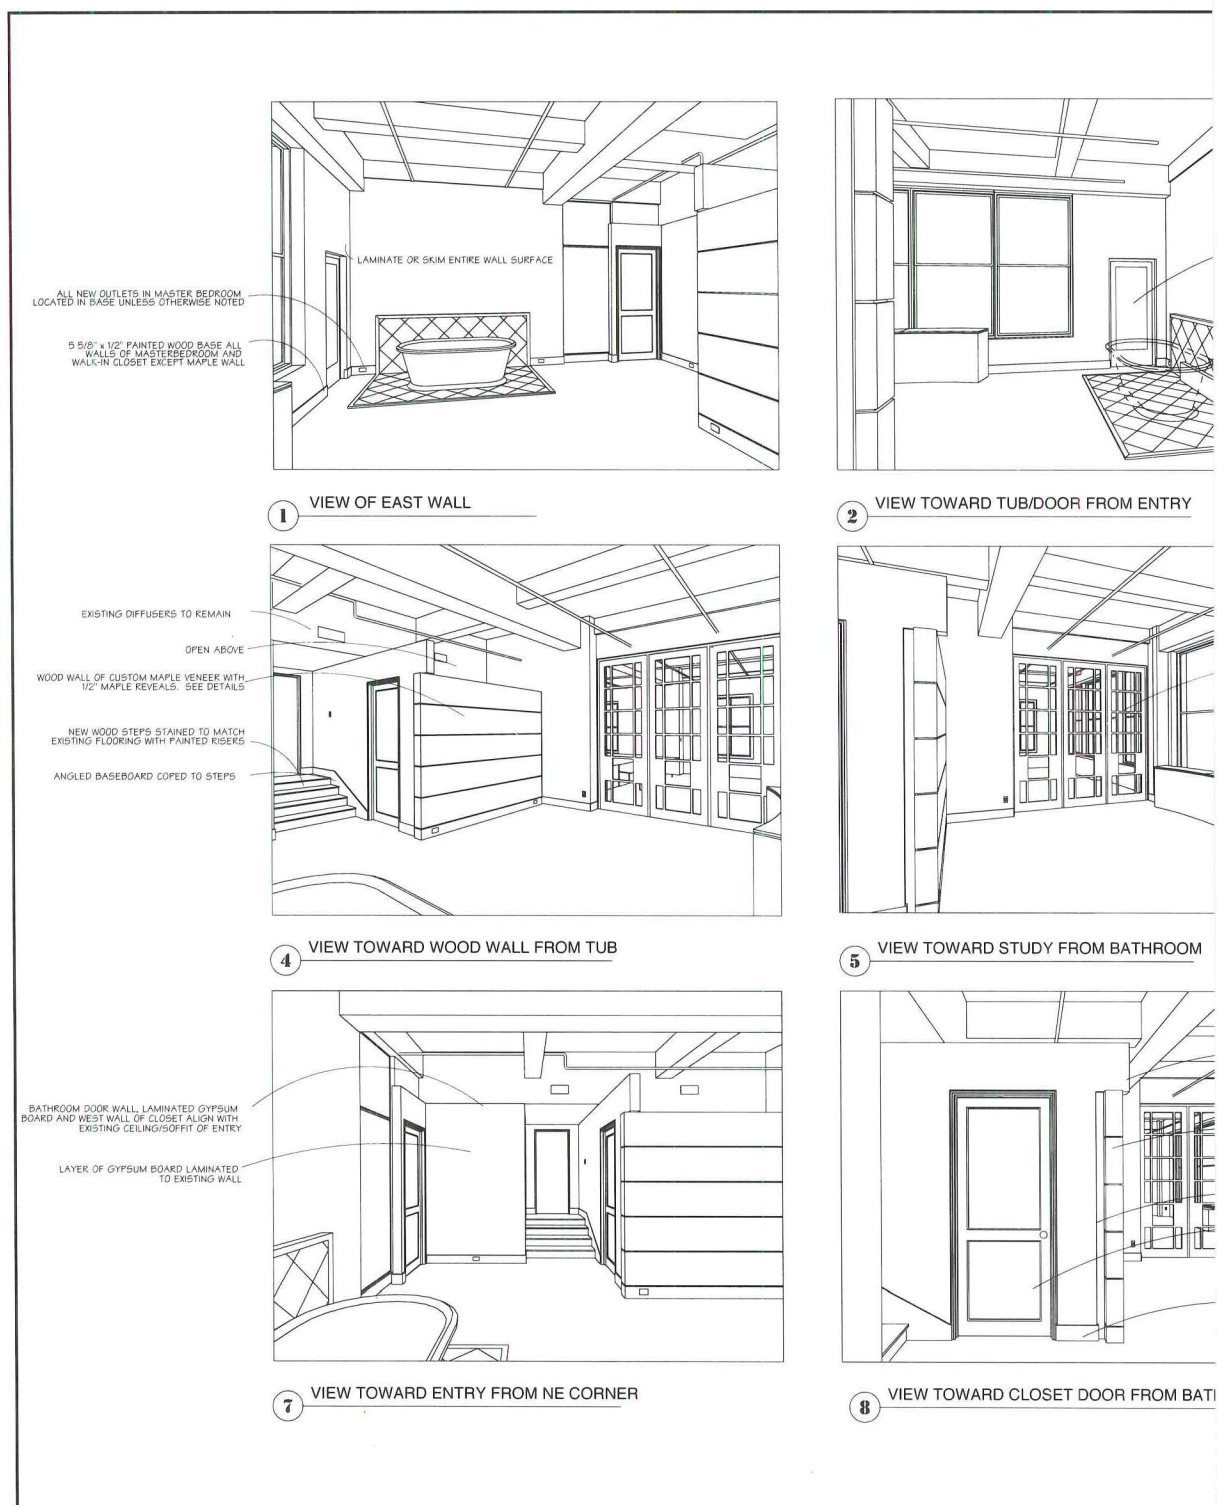 LAMINATE OR SKIM ENTIRE WALL SURFACE
ALL NEW OUTLETS IN MASTER BEDROOM
LOCATED IN BASE UNLESS OTHERWISE NOTED
5 5/8" x 1/2" PAINTED WOOD BASE ALL
WALLS OF MASTERBEDROOM AND
WALK-IN CLOSET EXCEPT MAPLE WALL
1 VIEW OF EAST WALL
2 VIEW TOWARD TUB/DOOR FROM ENTRY
EXISTING DIFFUSERS TO REMAIN
OPEN ABOVE
WOOD WALL OF CUSTOM MAPLE VENEER WITH
1/2" MAPLE REVEALS. SEE DETAILS
NEW WOOD STEPS STAINED TO MATCH
EXISTING FLOORING WITH PAINTED RISERS
ANGLED BASEBOARD COPED TO STEPS
4 VIEW TOWARD WOOD WALL FROM TUB
5 VIEW TOWARD STUDY FROM BATHROOM
BATHROOM DOOR WALL, LAMINATED GYPSUM
BOARD AND WEST WALL OF CLOSET ALIGN WITH
EXISTING CEILING/SOFFIT OF ENTRY
LAYER OF GYPSUM BOARD LAMINATED
TO EXISTING WALL
7 VIEW TOWARD ENTRY FROM NE CORNER
8 VIEW TOWARD CLOSET DOOR FROM BAT